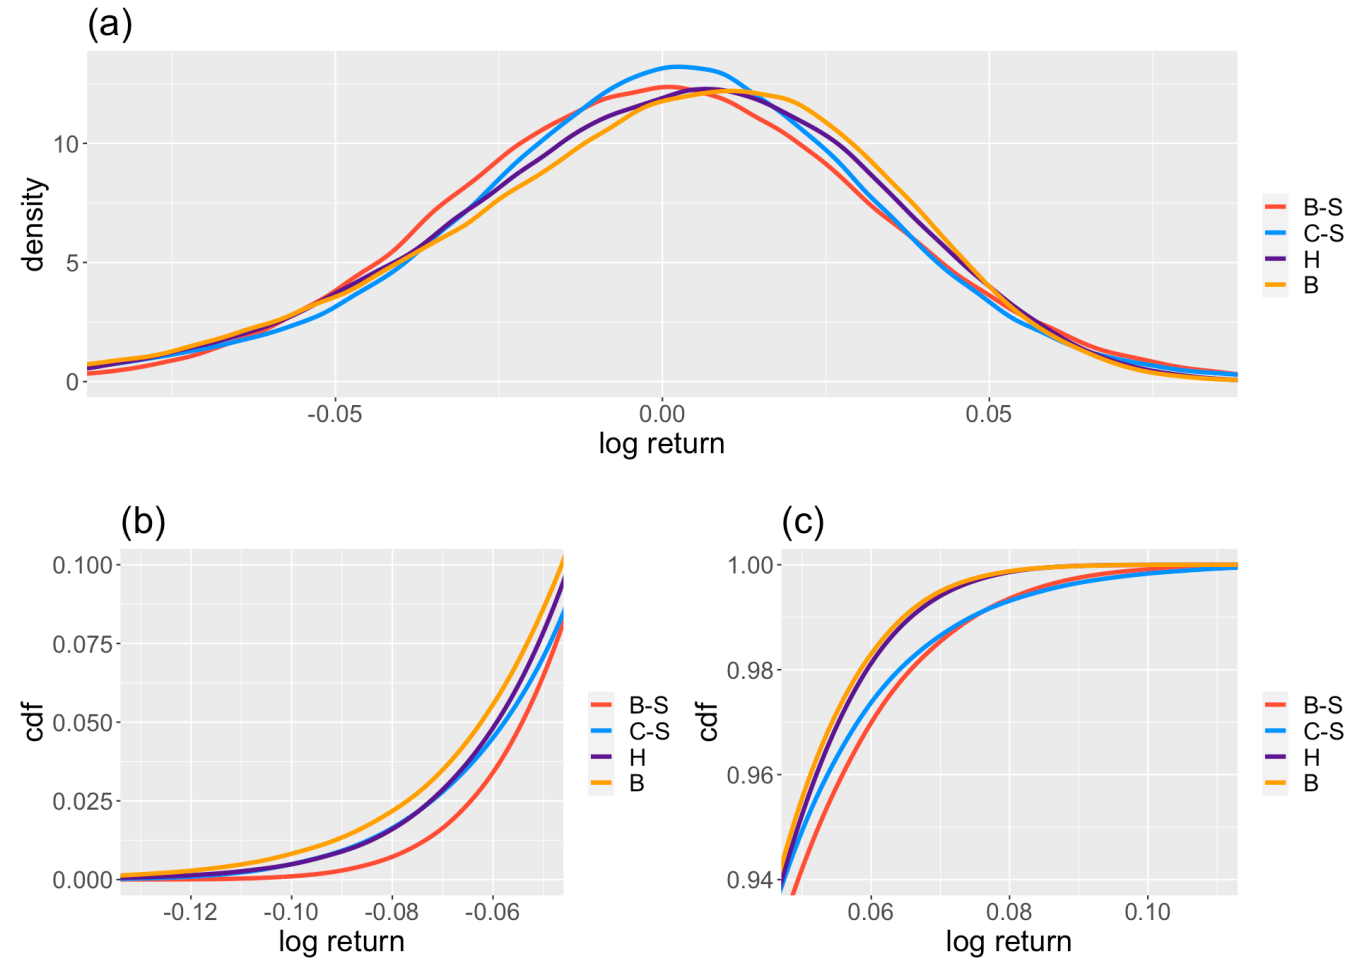 (a)
density
10
5
0
-0.05
0.00
0.05
log return
B-S
C-S
H
B
(b)
cdf
0.100
0.075
0.050
0.025
0.000
-0.12
-0.10
-0.08
-0.06
log return
B-S
C-S
H
B
(c)
cdf
1.00
0.98
0.96
0.94
0.06
0.08
0.10
log return
B-S
C-S
H
B